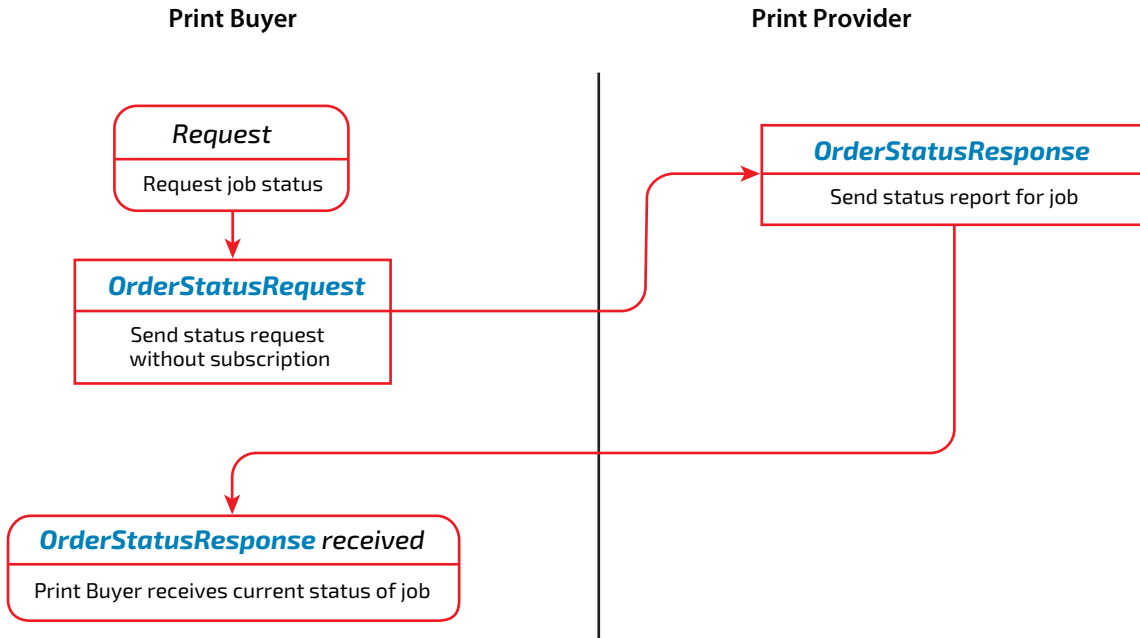 Print Buyer
Print Provider
Request
Request job status
OrderStatusResponse
Send status report for job
OrderStatusRequest
Send status request
without subscription
OrderStatusResponse received
Print Buyer receives current status of job